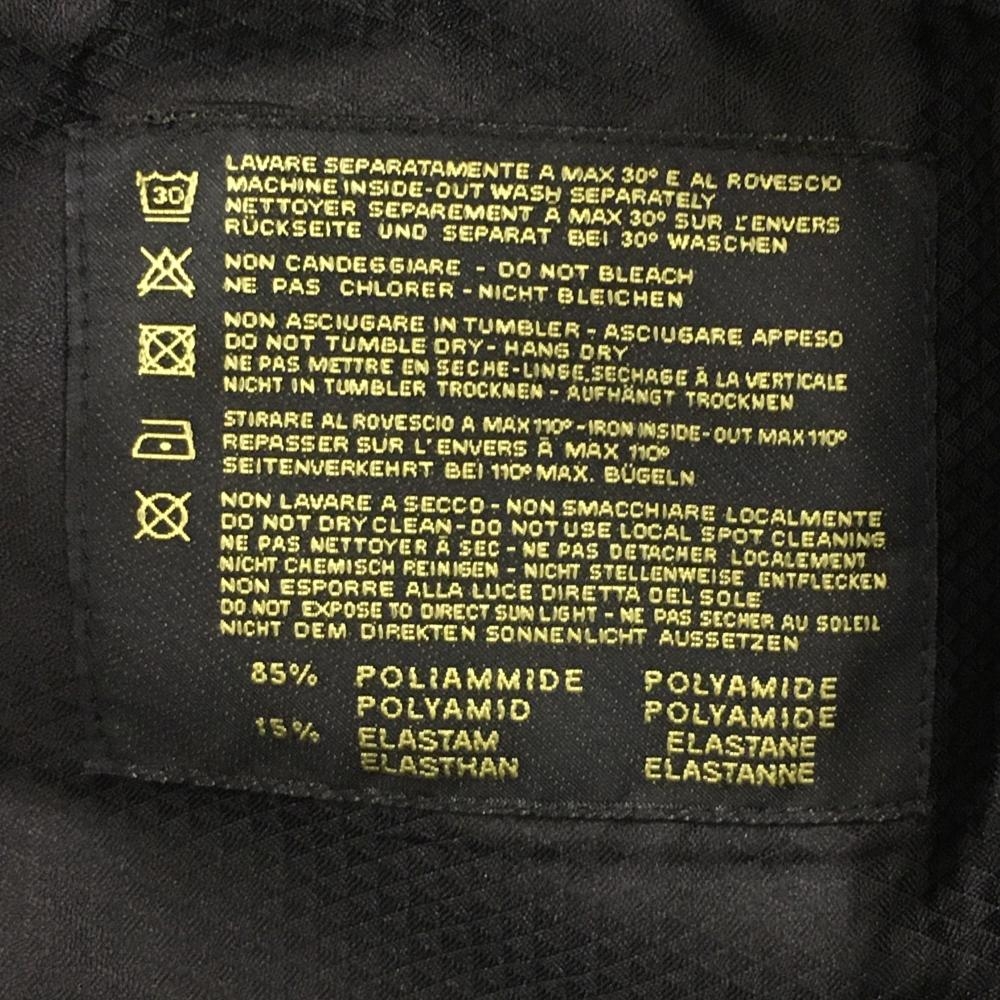 30
LAVARE SEPARATAMENTE A MAX 30° E AL ROVESCIO
MACHINE INSIDE-OUT WASH SEPARATELY
NETTOYER SEPAREMENT À MAX 30° SUR L'ENVERS
RÜCKSEITE UND SEPARAT BEI 30° WASCHEN
NON CANDEGGIARE - DO NOT BLEACH
NE PAS CHLORER - NICHT BLEICHEN
NON ASCIUGARE IN TUMBLER - ASCIUGARE APPESO
DO NOT TUMBLE DRY - HANG DRY
NE PAS METTRE EN SECHE-LINGE.SECHAGE À LA VERTICALE
NICHT IN TUMBLER TROCKNEN - AUFHÄNGT TROCKNEN
STIRARE AL ROVESCIO A MAX 110° - IRON INSIDE-OUT MAX 110°
REPASSER SUR L'ENVERS À MAX 110°
SEITENVERKEHRT BEI 110° MAX. BÜGELN
NON LAVARE A SECCO - NON SMACCHIARE LOCALMENTE
DO NOT DRY CLEAN - DO NOT USE LOCAL SPOT CLEANING
NE PAS NETTOYER À SEC - NE PAS DETACHER LOCALEMENT
NICHT CHEMISCH REINIGEN - NICHT STELLENWEISE ENTFLECKEN
NON ESPORRE ALLA LUCE DIRETTA DEL SOLE
DO NOT EXPOSE TO DIRECT SUN LIGHT - NE PAS SECHER AU SOLEIL
NICHT DEM DIREKTEN SONNENLICHT AUSSETZEN
85% POLIAMMIDE POLYAMIDE
POLYAMID POLYAMIDE
15% ELASTAM ELASTANE
ELASTHAN ELASTANNE